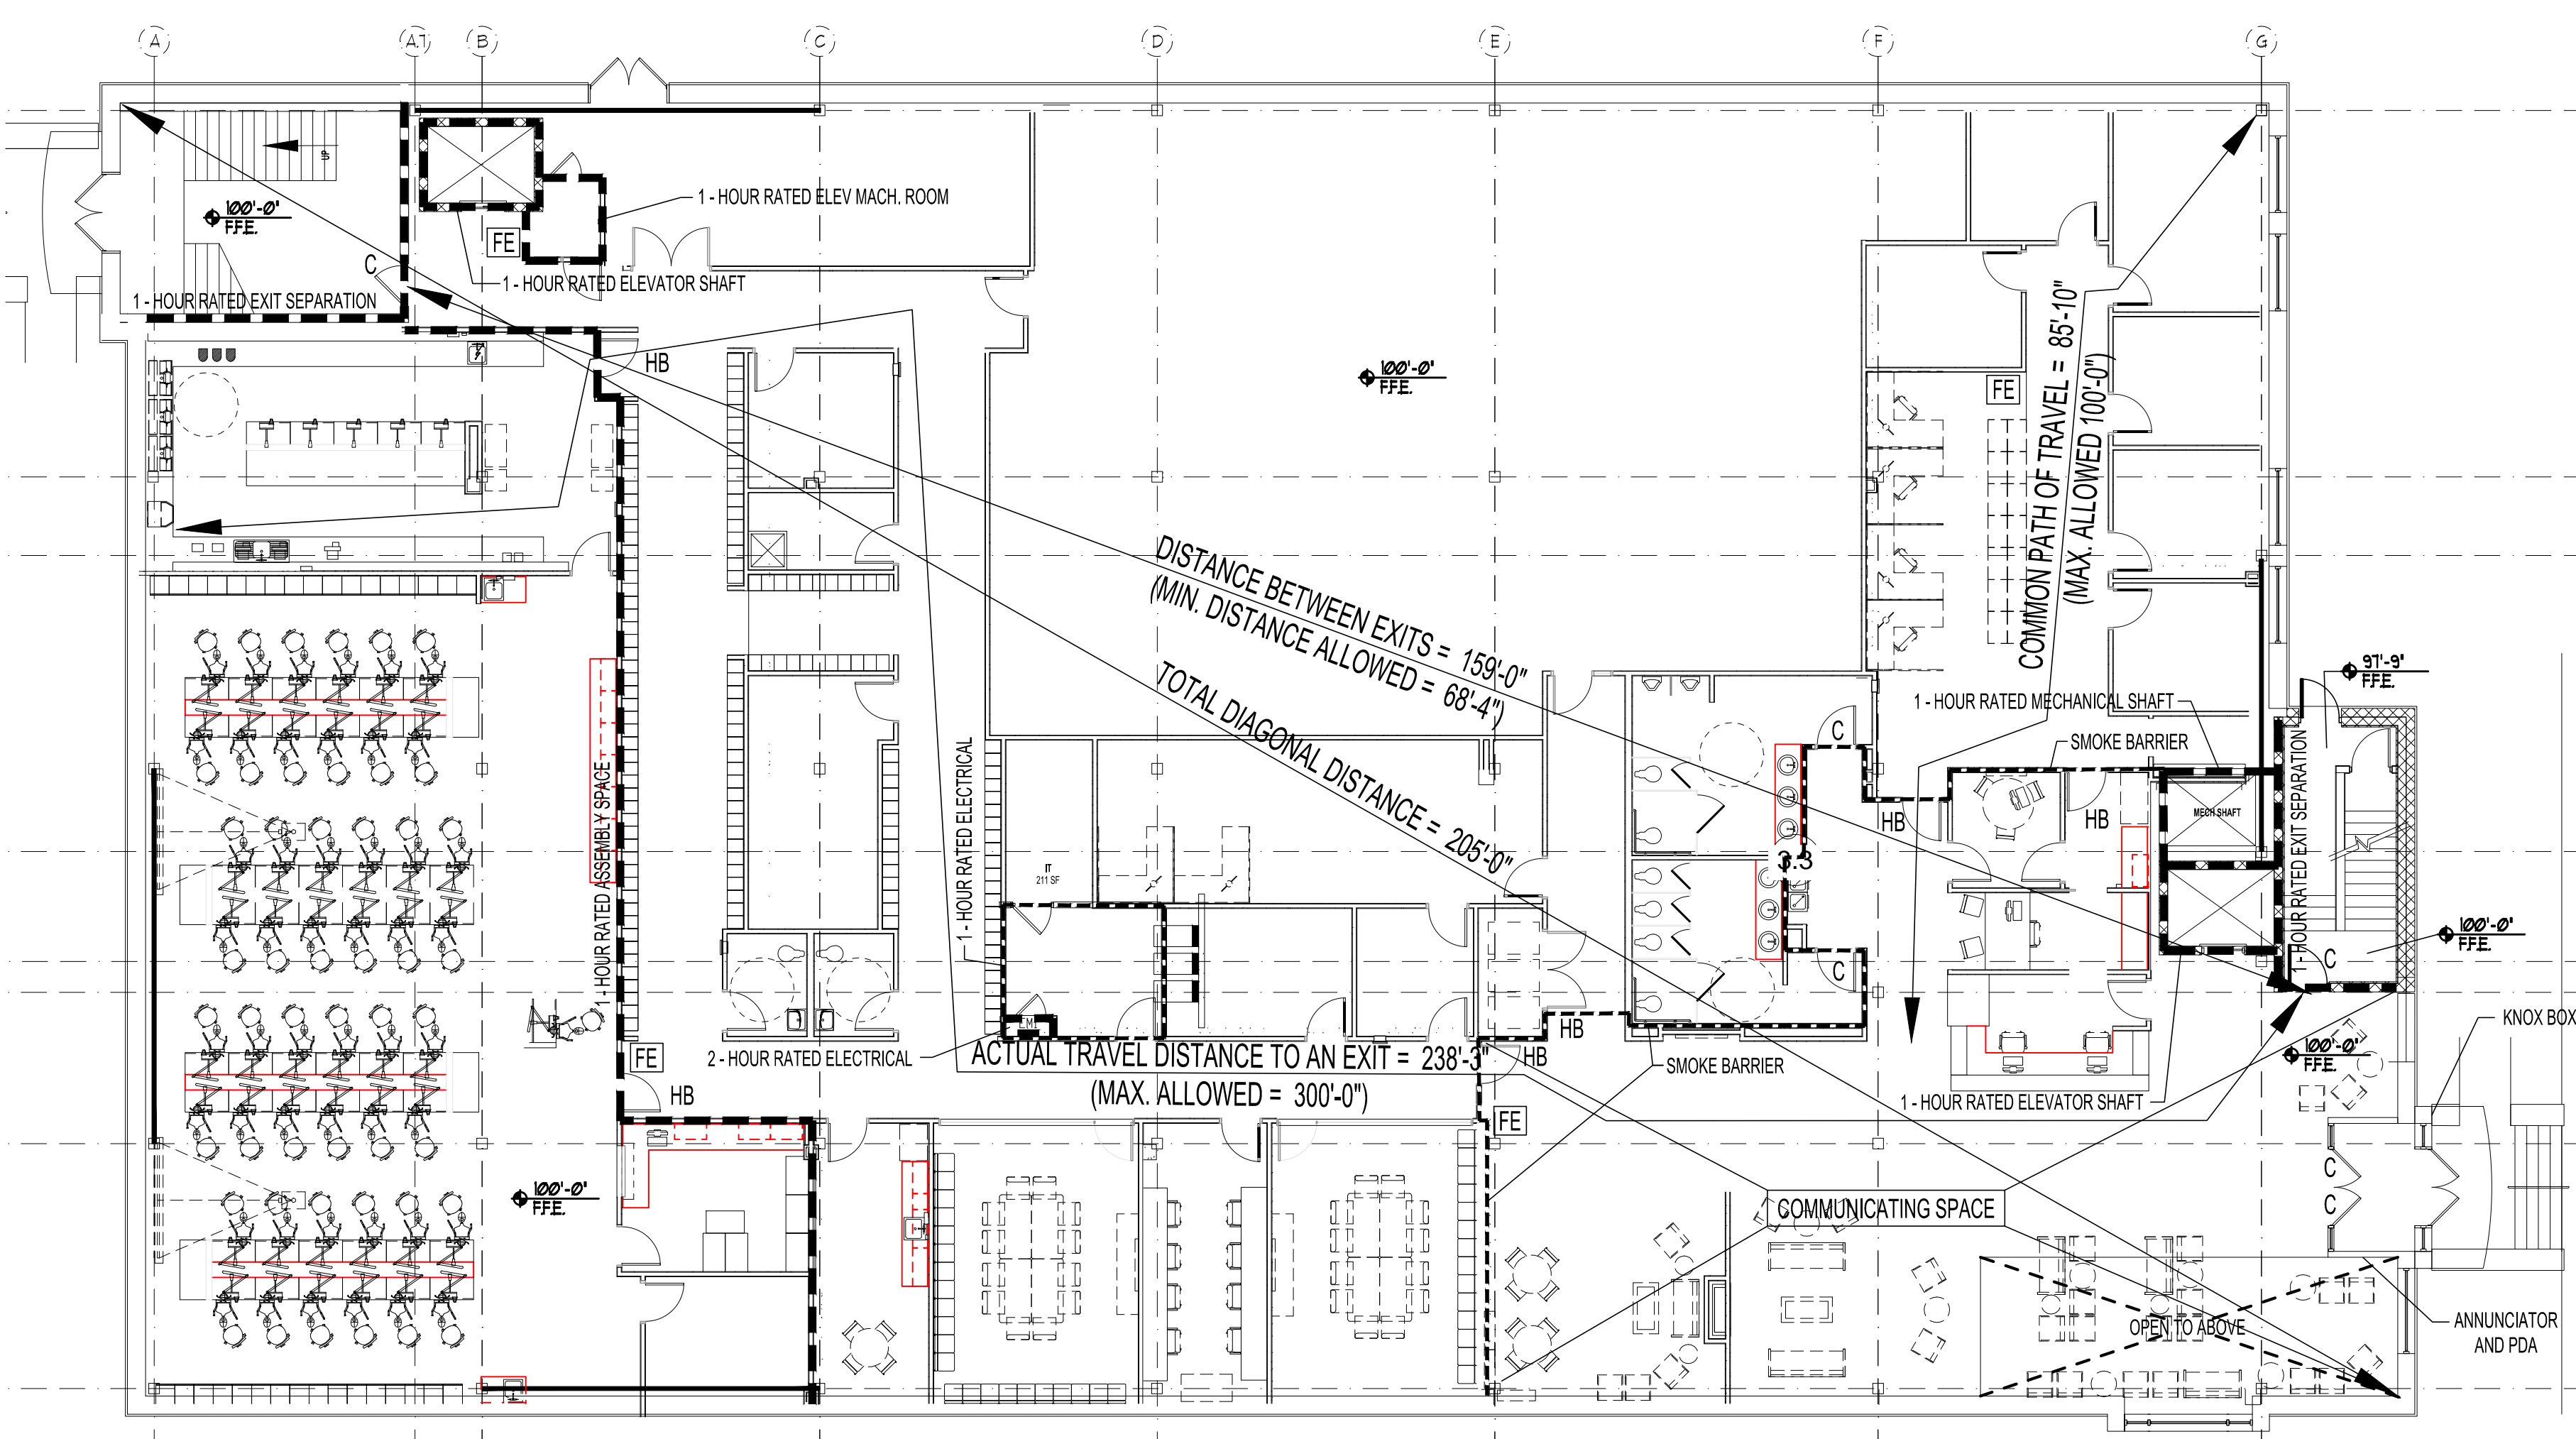 A
A.1
B
C
D
E
F
G
UP
100'-0"
F.F.E.
C
1 - HOUR RATED EXIT SEPARATION
FE
1 - HOUR RATED ELEV MACH. ROOM
1 - HOUR RATED ELEVATOR SHAFT
HB
100'-0"
F.F.E.
FE
COMMON PATH OF TRAVEL = 85'-10"
(MAX. ALLOWED 100'-0")
DISTANCE BETWEEN EXITS = 159'-0"
(MIN. DISTANCE ALLOWED = 68'-4")
TOTAL DIAGONAL DISTANCE = 205'-0"
97'-9"
F.F.E.
1 - HOUR RATED MECHANICAL SHAFT
SMOKE BARRIER
C
HB
HB
MECH SHAFT
1 - HOUR RATED EXIT SEPARATION
1 - HOUR RATED ASSEMBLY SPACE
1 - HOUR RATED ELECTRICAL
IT
211 SF
3.3
C
C
100'-0"
F.F.E.
EM
FE
HB
2 - HOUR RATED ELECTRICAL
ACTUAL TRAVEL DISTANCE TO AN EXIT = 238'-3"
(MAX. ALLOWED = 300'-0")
HB
HB
SMOKE BARRIER
1 - HOUR RATED ELEVATOR SHAFT
100'-0"
F.F.E.
KNOX BOX
FE
C
C
100'-0"
F.F.E.
COMMUNICATING SPACE
OPEN TO ABOVE
ANNUNCIATOR
AND PDA